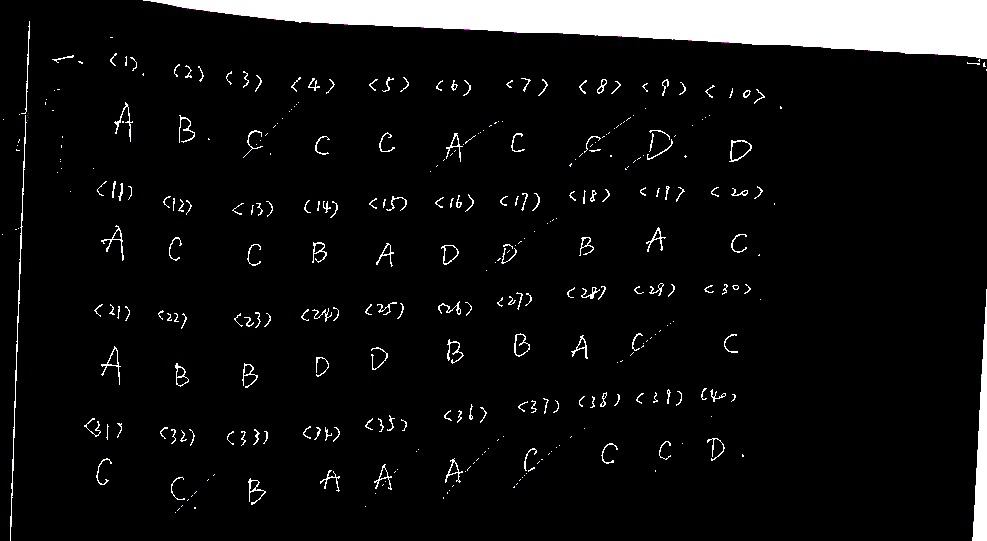 一. <1>. <2> <3> <4> <5> <6> <7> <8> <9> <10>.
A B. C. C C A C C. D. D
<11> <12> <13> <14> <15> <16> <17> <18> <19> <20>.
A C C B A D D B A C.
<21> <22> <23> <24> <25> <26> <27> <28> <29> <30>.
A B B D D B B A C C
<31> <32> <33> <34> <35> <36> <37> <38> <39> <40>
C C. B A A A C C C D.